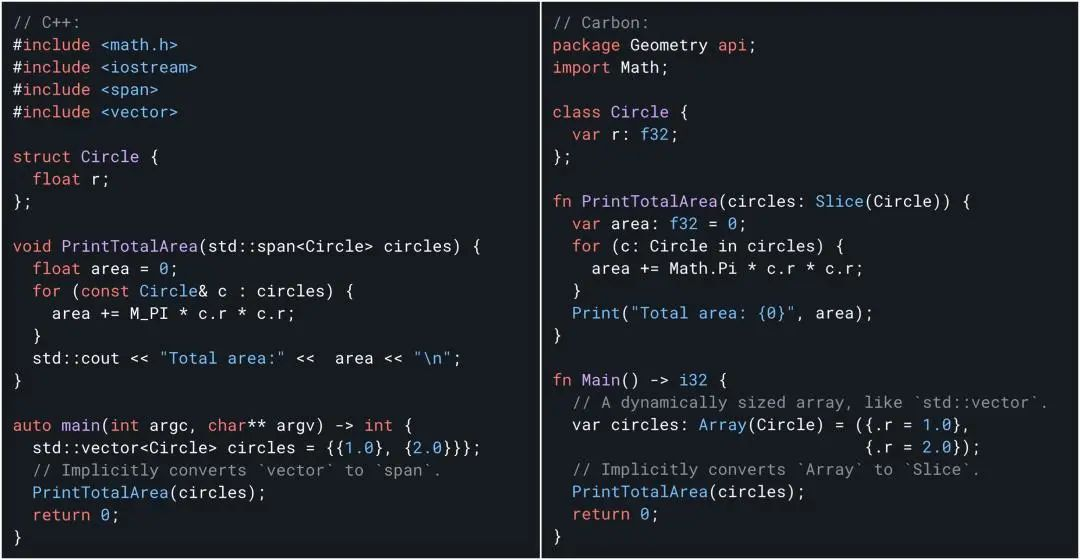 // C++:
#include <math.h>
#include <iostream>
#include <span>
#include <vector>

struct Circle {
  float r;
};

void PrintTotalArea(std::span<Circle> circles) {
  float area = 0;
  for (const Circle& c : circles) {
    area += M_PI * c.r * c.r;
  }
  std::cout << "Total area:" <<  area << "\n";
}

auto main(int argc, char** argv) -> int {
  std::vector<Circle> circles = {{1.0}, {2.0}}};
  // Implicitly converts `vector` to `span`.
  PrintTotalArea(circles);
  return 0;
}

// Carbon:
package Geometry api;
import Math;

class Circle {
  var r: f32;
};

fn PrintTotalArea(circles: Slice(Circle)) {
  var area: f32 = 0;
  for (c: Circle in circles) {
    area += Math.Pi * c.r * c.r;
  }
  Print("Total area: {0}", area);
}

fn Main() -> i32 {
  // A dynamically sized array, like `std::vector`.
  var circles: Array(Circle) = ({.r = 1.0},
                                {.r = 2.0});
  // Implicitly converts `Array` to `Slice`.
  PrintTotalArea(circles);
  return 0;
}